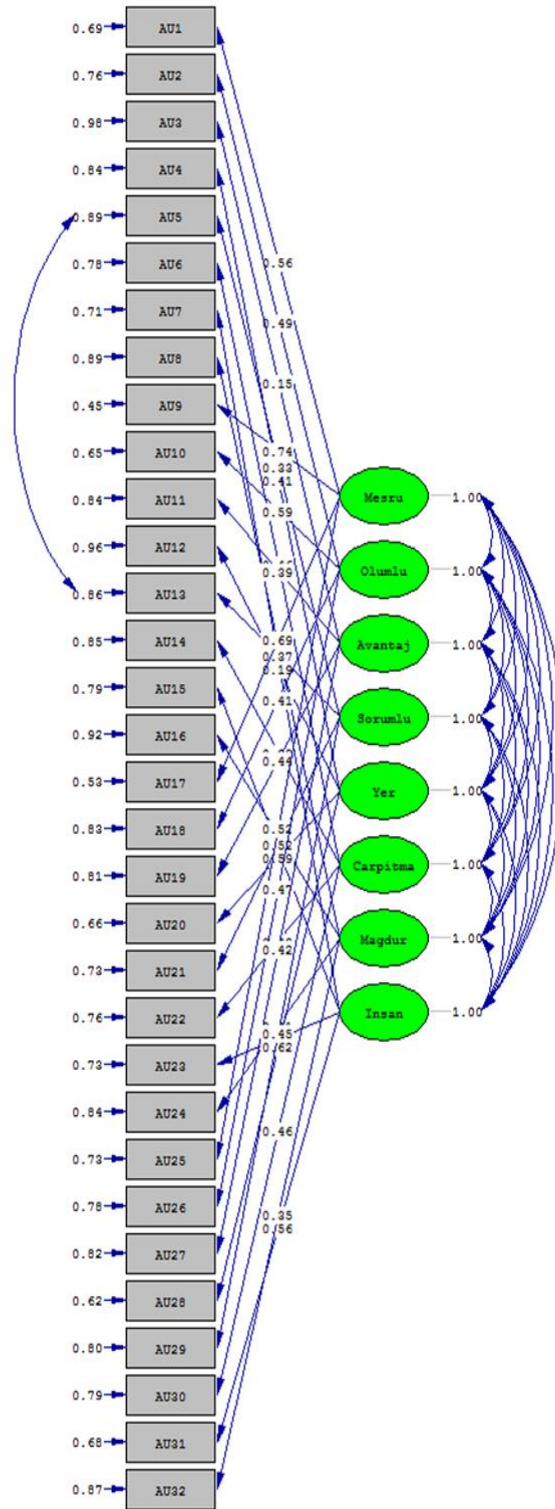 0.69 AU1
0.76 AU2
0.98 AU3
0.84 AU4
0.89 AU5
0.78 AU6
0.71 AU7
0.89 AU8
0.45 AU9
0.65 AU10
0.84 AU11
0.96 AU12
0.86 AU13
0.85 AU14
0.79 AU15
0.92 AU16
0.53 AU17
0.83 AU18
0.81 AU19
0.66 AU20
0.73 AU21
0.76 AU22
0.73 AU23
0.84 AU24
0.73 AU25
0.78 AU26
0.82 AU27
0.62 AU28
0.80 AU29
0.79 AU30
0.68 AU31
0.87 AU32
0.56
0.49
0.15
0.74
0.33
0.41
0.59
0.39
0.69
0.37
0.19
0.41
0.44
0.52
0.52
0.59
0.47
0.42
0.45
0.62
0.46
0.35
0.56
Mesru 1.00
Olumlu 1.00
Avantaj 1.00
Sorumlu 1.00
Yer 1.00
Carpitma 1.00
Magdur 1.00
Insan 1.00